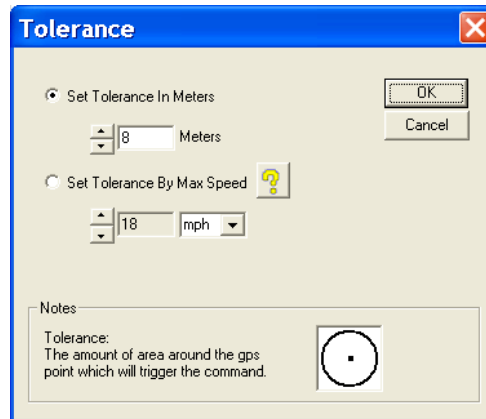 Tolerance
Set Tolerance In Meters
OK
8 Meters
Cancel
Set Tolerance By Max Speed
18 mph
Notes
Tolerance:
The amount of area around the gps
point which will trigger the command.